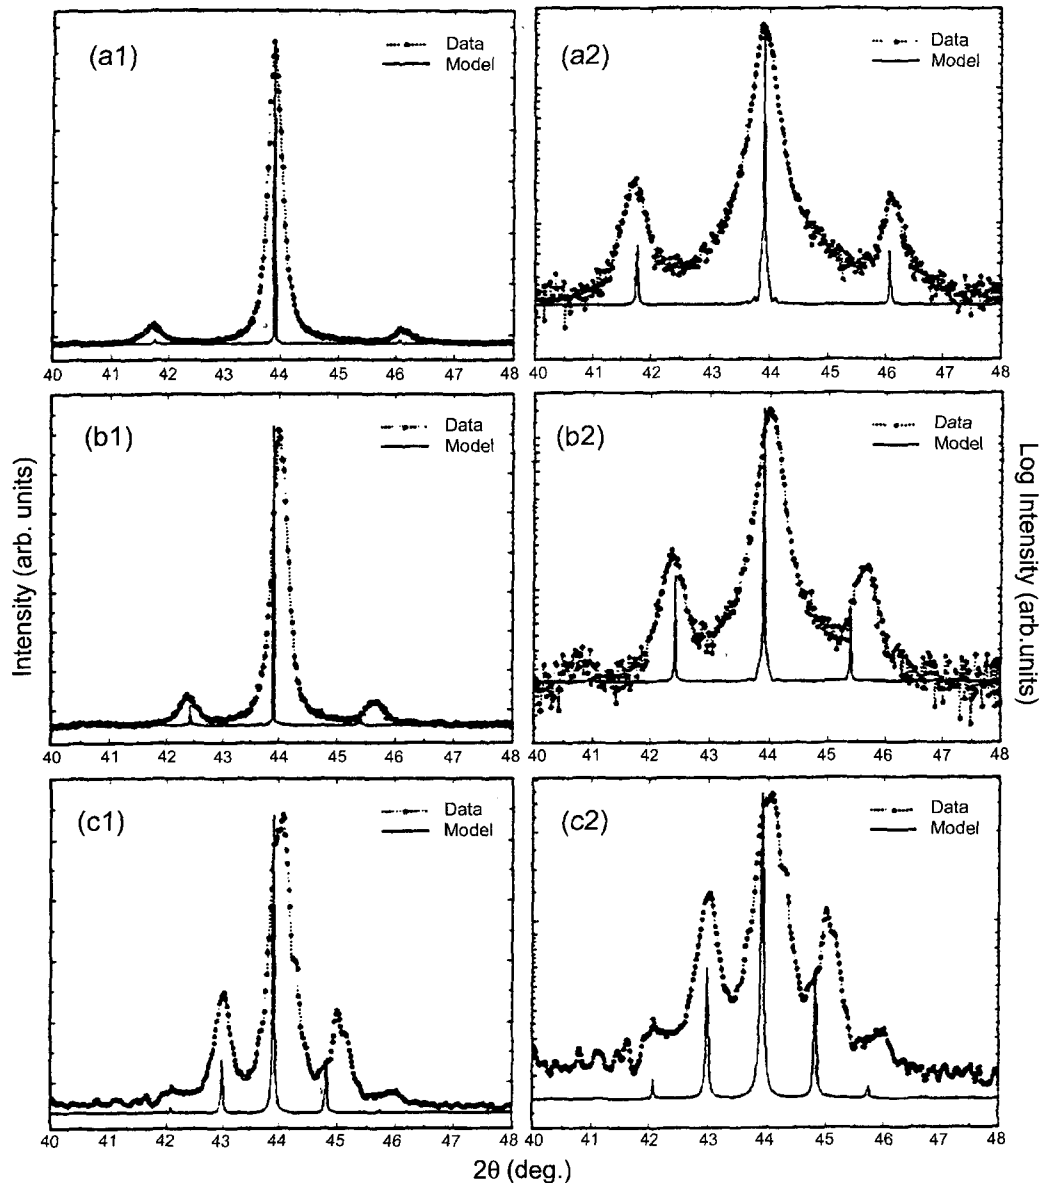 (a1)
Data
Model
40 41 42 43 44 45 46 47 48
(a2)
Data
Model
40 41 42 43 44 45 46 47 48
(b1)
Data
Model
40 41 42 43 44 45 46 47 48
(b2)
Data
Model
40 41 42 43 44 45 46 47 48
(c1)
Data
Model
40 41 42 43 44 45 46 47 48
(c2)
Data
Model
40 41 42 43 44 45 46 47 48
Intensity (arb. units)
Log Intensity (arb.units)
2θ (deg.)